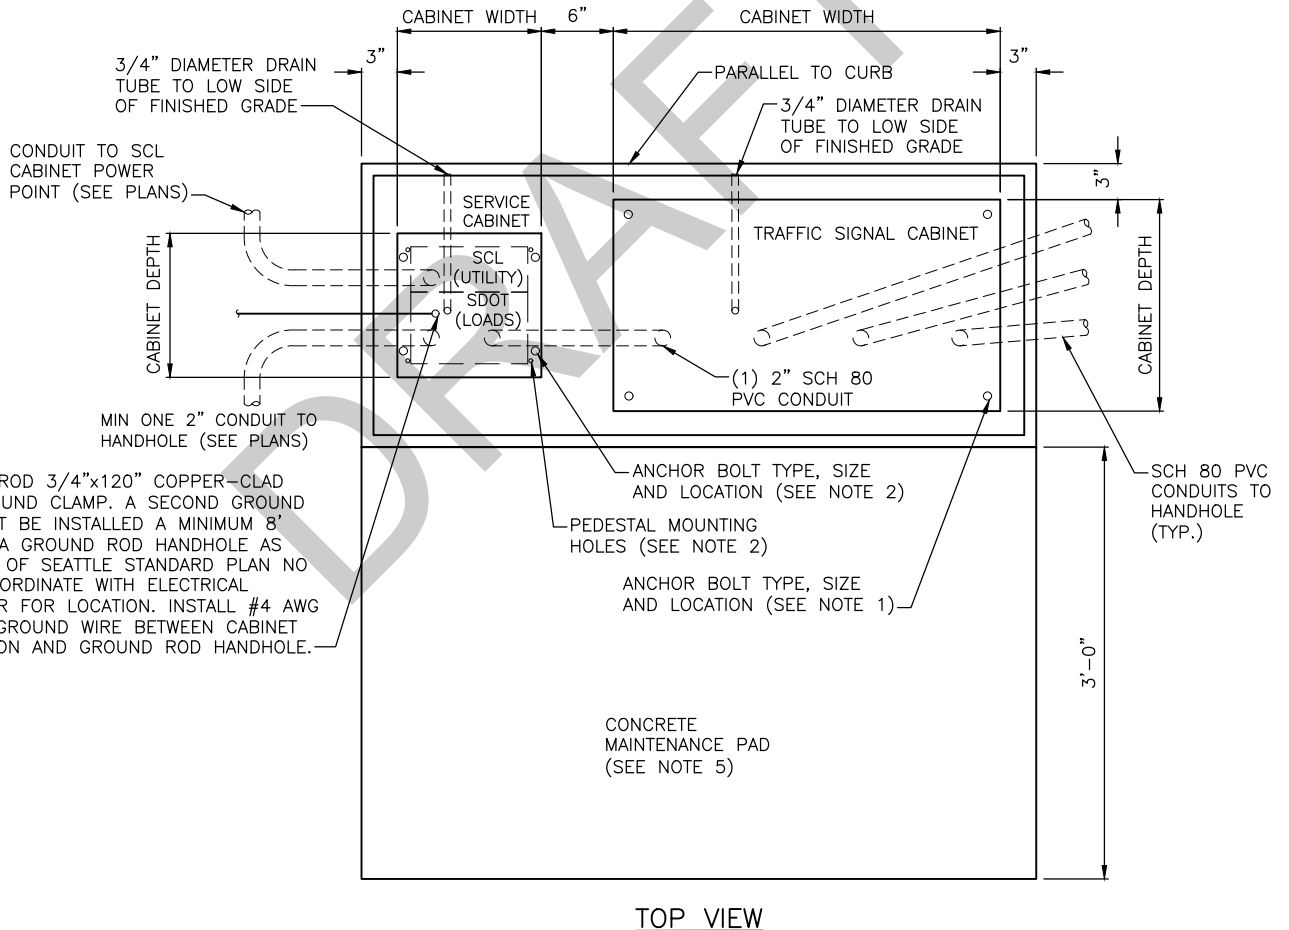 CABINET WIDTH
6"
CABINET WIDTH
3"
3"
3/4" DIAMETER DRAIN
TUBE TO LOW SIDE
OF FINISHED GRADE
PARALLEL TO CURB
3/4" DIAMETER DRAIN
TUBE TO LOW SIDE
OF FINISHED GRADE
CONDUIT TO SCL
CABINET POWER
POINT (SEE PLANS)
3"
SERVICE
CABINET
TRAFFIC SIGNAL CABINET
CABINET DEPTH
SCL
(UTILITY)
SDOT
(LOADS)
CABINET DEPTH
(1) 2" SCH 80
PVC CONDUIT
MIN ONE 2" CONDUIT TO
HANDHOLE (SEE PLANS)
ROD 3/4"x120" COPPER-CLAD
UND CLAMP. A SECOND GROUND
T BE INSTALLED A MINIMUM 8'
A GROUND ROD HANDHOLE AS
OF SEATTLE STANDARD PLAN NO
ORDINATE WITH ELECTRICAL
R FOR LOCATION. INSTALL #4 AWG
GROUND WIRE BETWEEN CABINET
ON AND GROUND ROD HANDHOLE.
ANCHOR BOLT TYPE, SIZE
AND LOCATION (SEE NOTE 2)
PEDESTAL MOUNTING
HOLES (SEE NOTE 2)
ANCHOR BOLT TYPE, SIZE
AND LOCATION (SEE NOTE 1)
SCH 80 PVC
CONDUITS TO
HANDHOLE
(TYP.)
3'-0"
CONCRETE
MAINTENANCE PAD
(SEE NOTE 5)
TOP VIEW
DRAFT